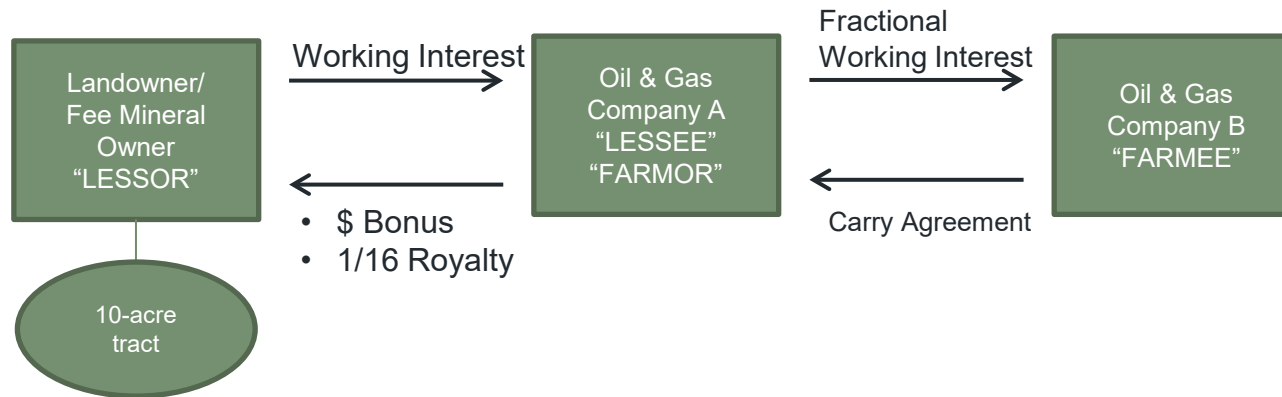 Landowner/
Fee Mineral
Owner
“LESSOR”
10-acre
tract
Working Interest
• $ Bonus
• 1/16 Royalty
Oil & Gas
Company A
“LESSEE”
“FARMOR”
Fractional
Working Interest
Carry Agreement
Oil & Gas
Company B
“FARMEE”